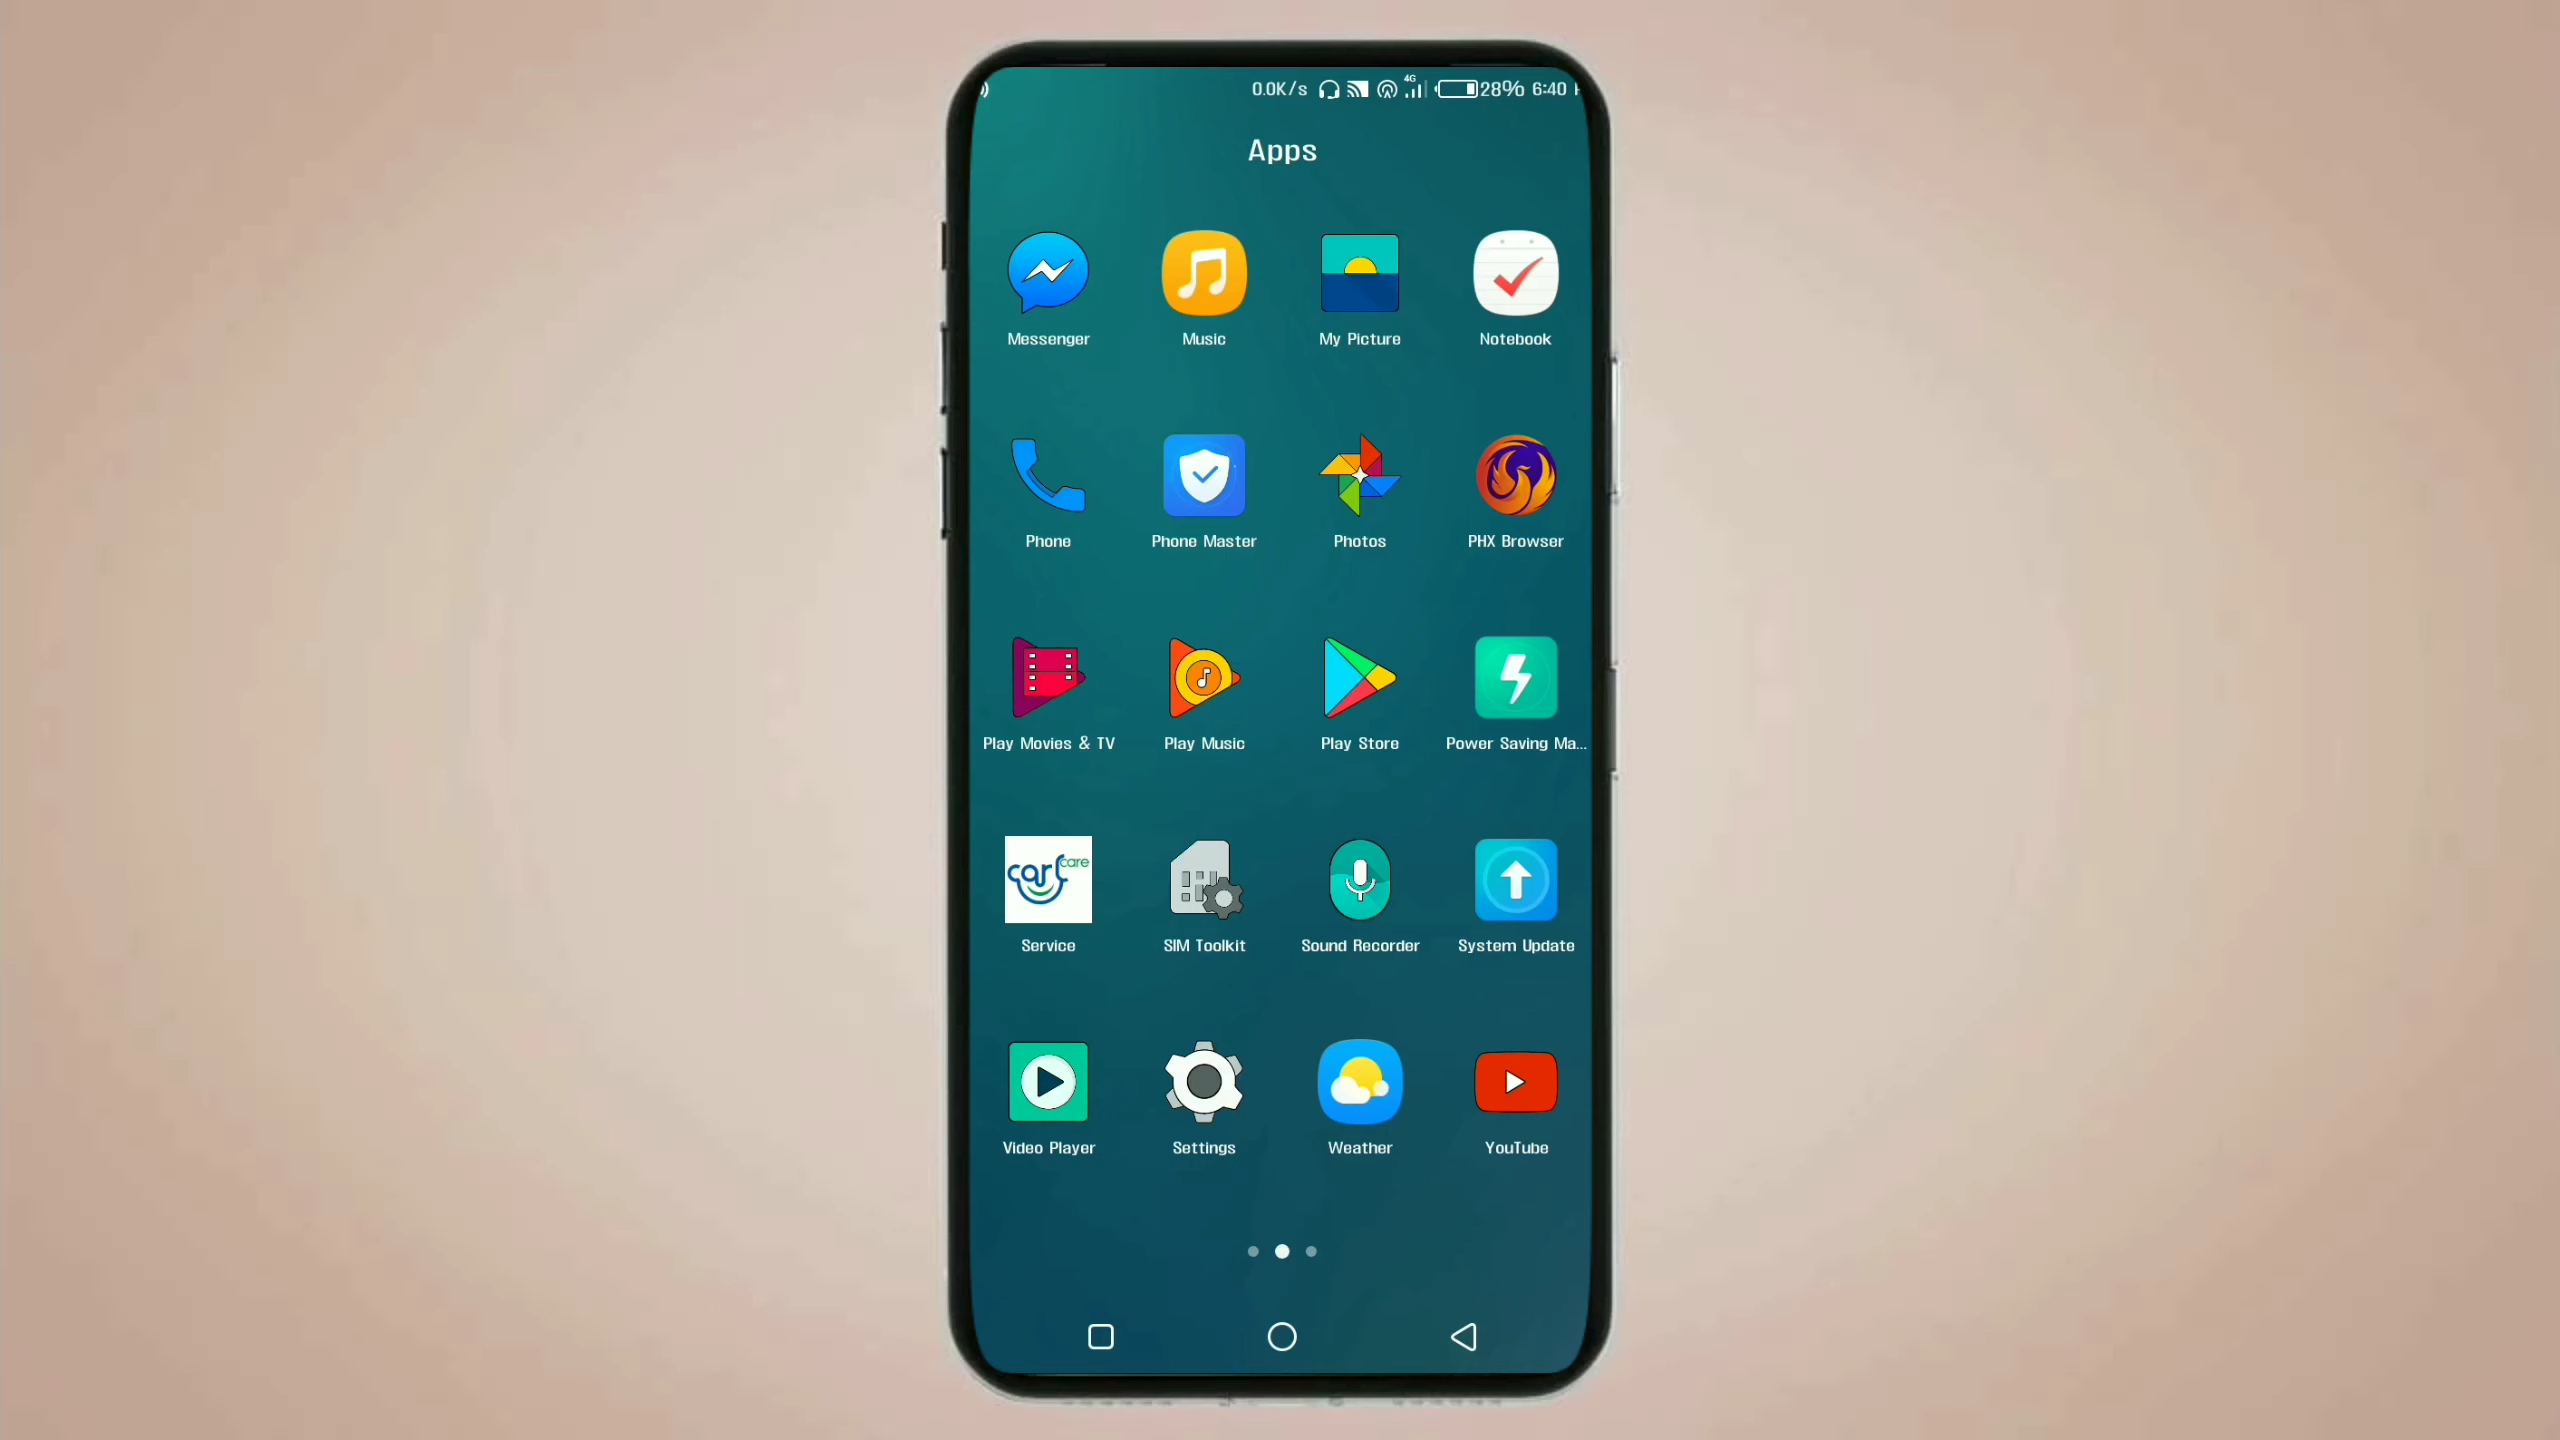 0.0K/s 4G 28% 6:40
Apps
Messenger Music My Picture Notebook
Phone Phone Master Photos PHX Browser
Play Movies & TV Play Music Play Store Power Saving Ma...
carlcare
Service SIM Toolkit Sound Recorder System Update
Video Player Settings Weather YouTube